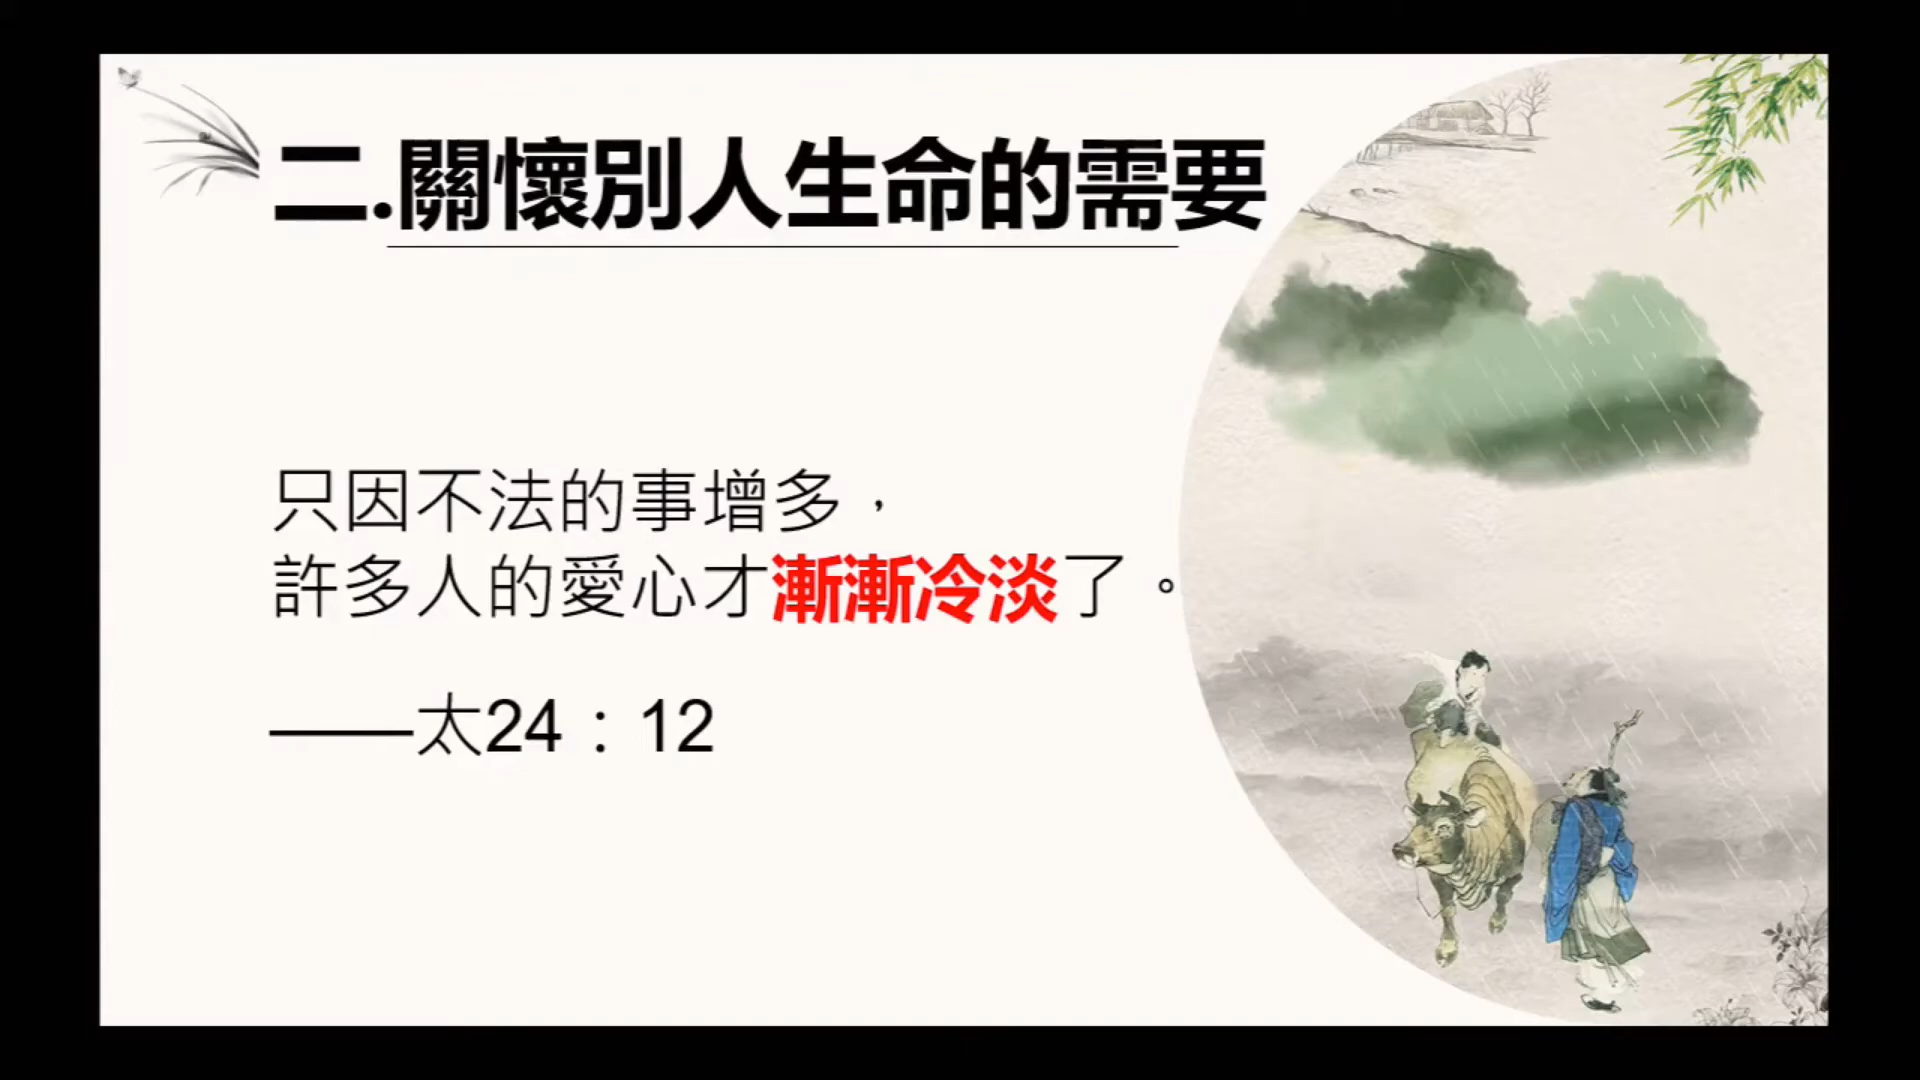 二.關懷別人生命的需要
只因不法的事增多，
許多人的愛心才漸漸冷淡了。
——太24：12